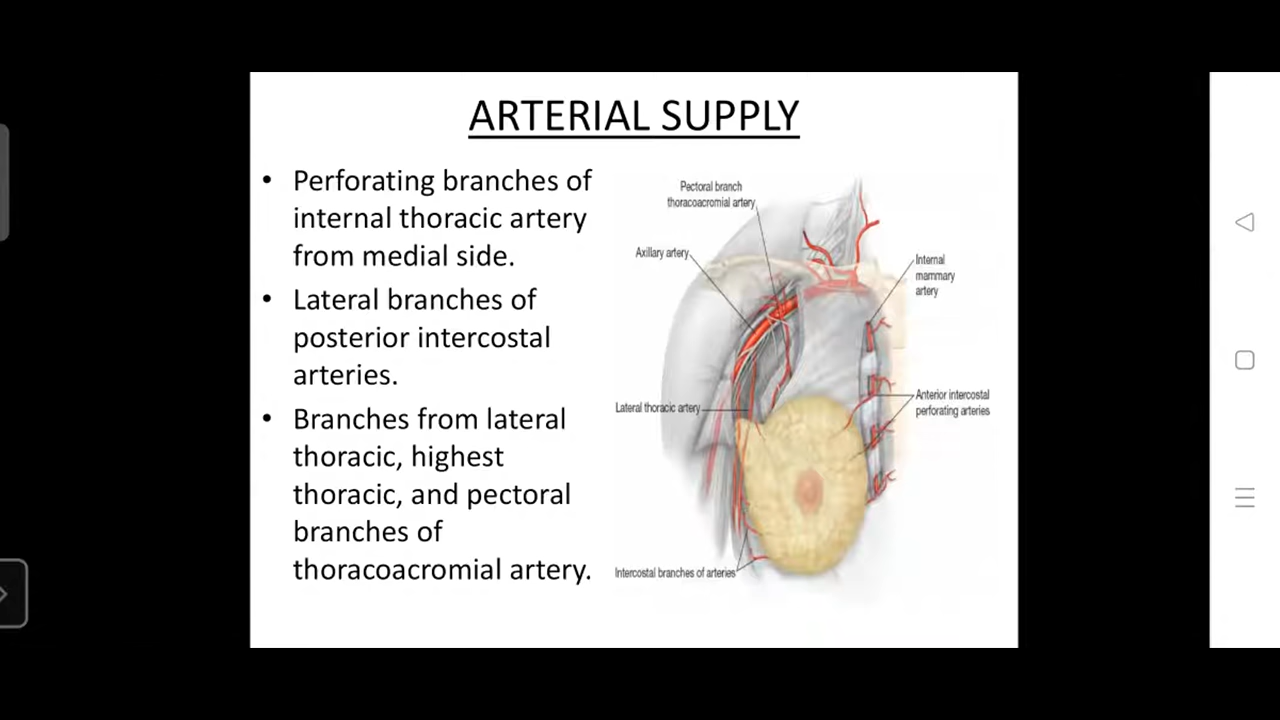 ARTERIAL SUPPLY
• Perforating branches of
internal thoracic artery
from medial side.
• Lateral branches of
posterior intercostal
arteries.
• Branches from lateral
thoracic, highest
thoracic, and pectoral
branches of
thoracoacromial artery.
Pectoral branch
thoracoacromial artery
Axillary artery
Internal
mammary
artery
Lateral thoracic artery
Anterior intercostal
perforating arteries
Intercostal branches of arteries